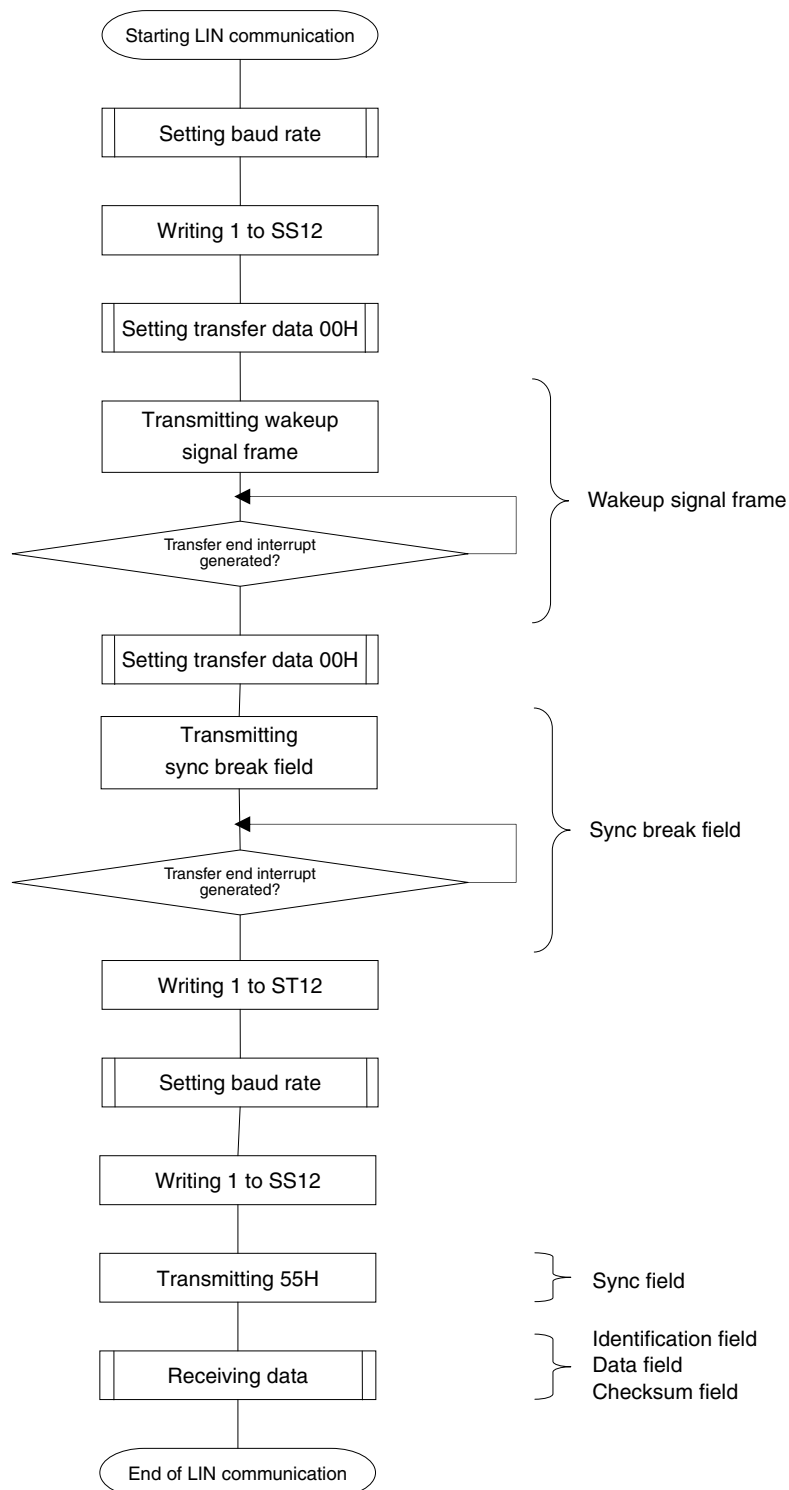 Starting LIN communication
Setting baud rate
Writing 1 to SS12
Setting transfer data 00H
Transmitting wakeup
signal frame
Wakeup signal frame
Transfer end interrupt
generated?
Setting transfer data 00H
Transmitting
sync break field
Sync break field
Transfer end interrupt
generated?
Writing 1 to ST12
Setting baud rate
Writing 1 to SS12
Transmitting 55H
Sync field
Identification field
Data field
Checksum field
Receiving data
End of LIN communication